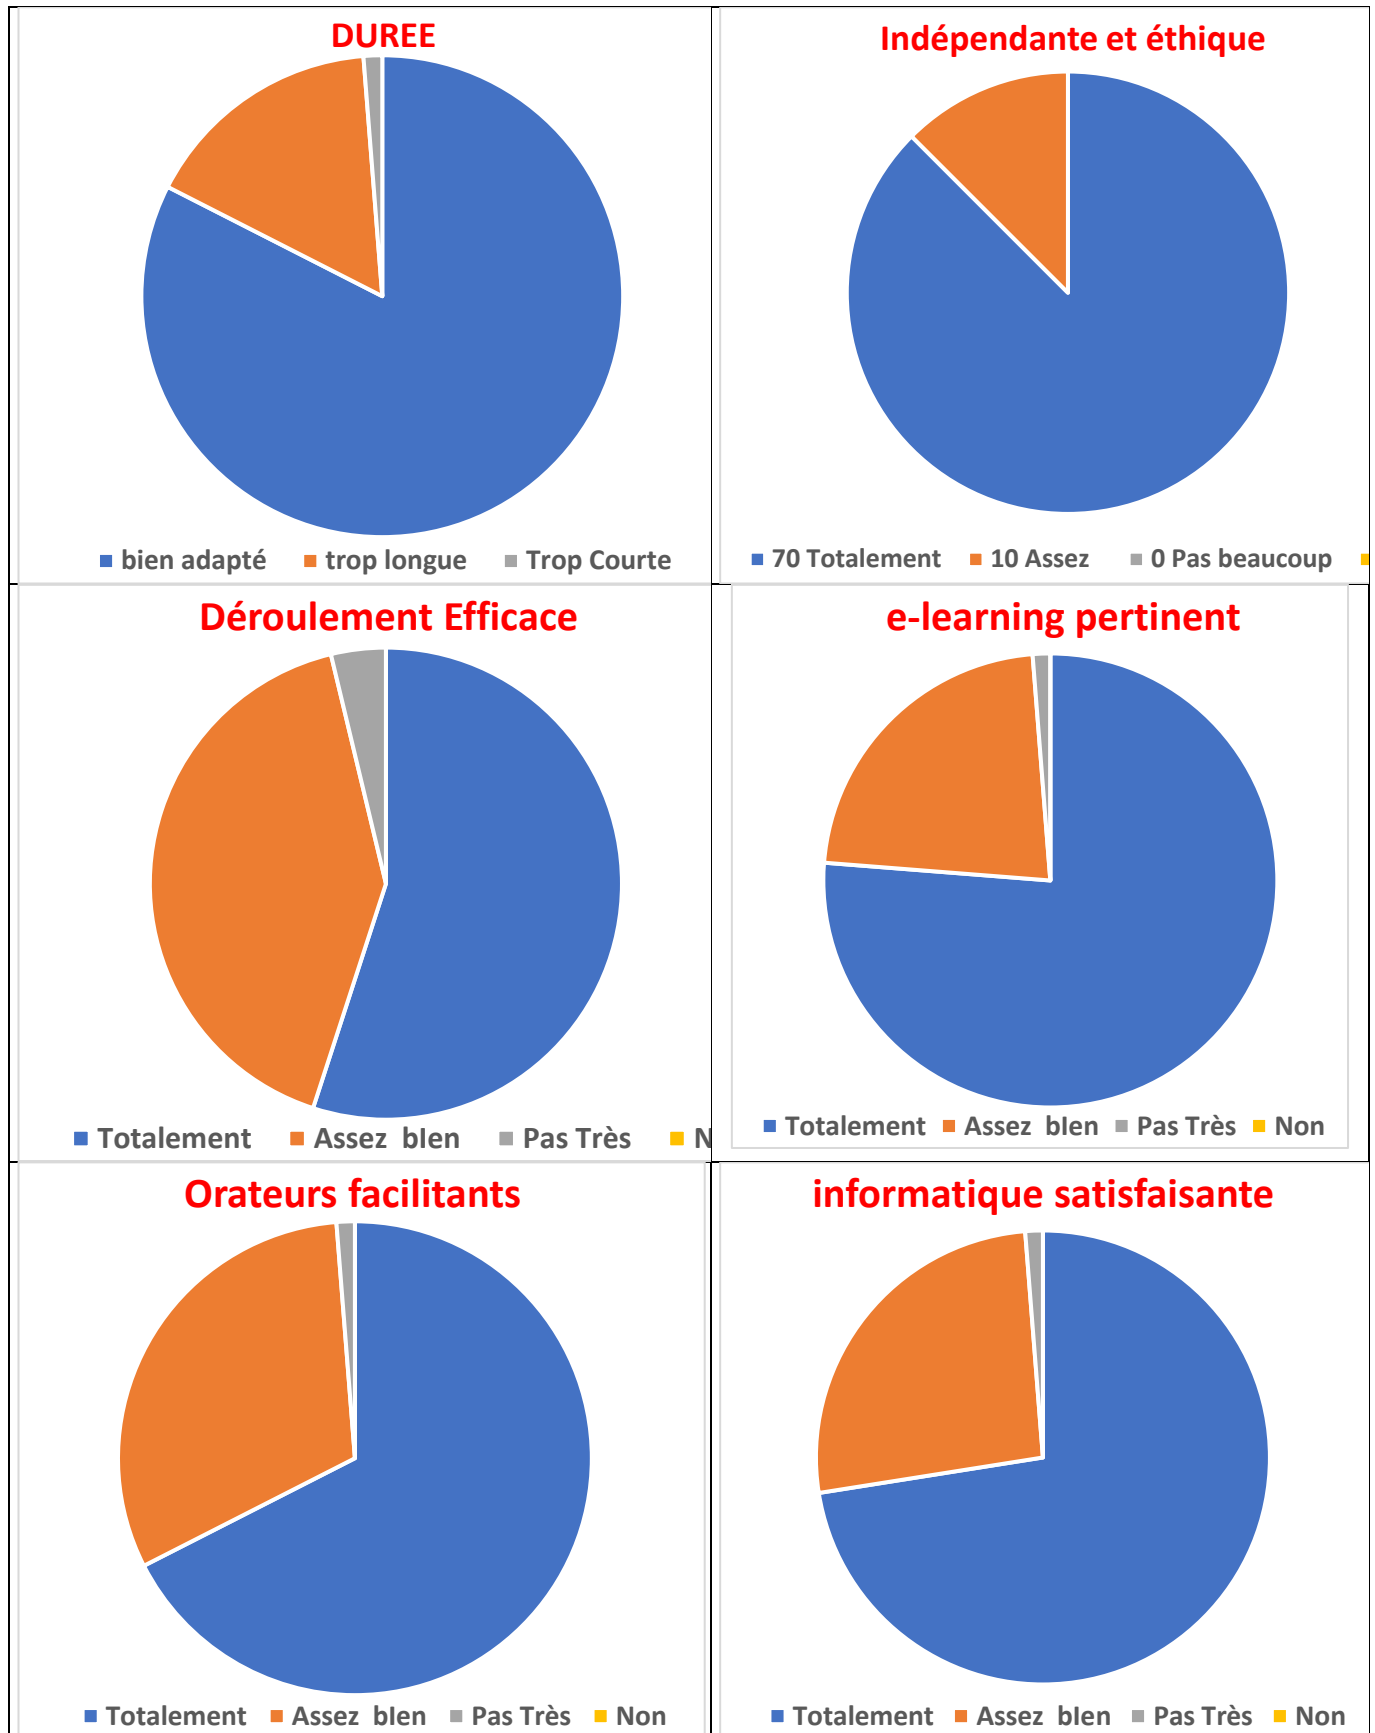 DUREE
bien adapté trop longue Trop Courte
Indépendante et éthique
70 Totalement 10 Assez 0 Pas beaucoup
Déroulement Efficace
Totalement Assez bIen Pas Très N
e-learning pertinent
Totalement Assez bIen Pas Très Non
Orateurs facilitants
Totalement Assez bIen Pas Très Non
informatique satisfaisante
Totalement Assez bIen Pas Très Non